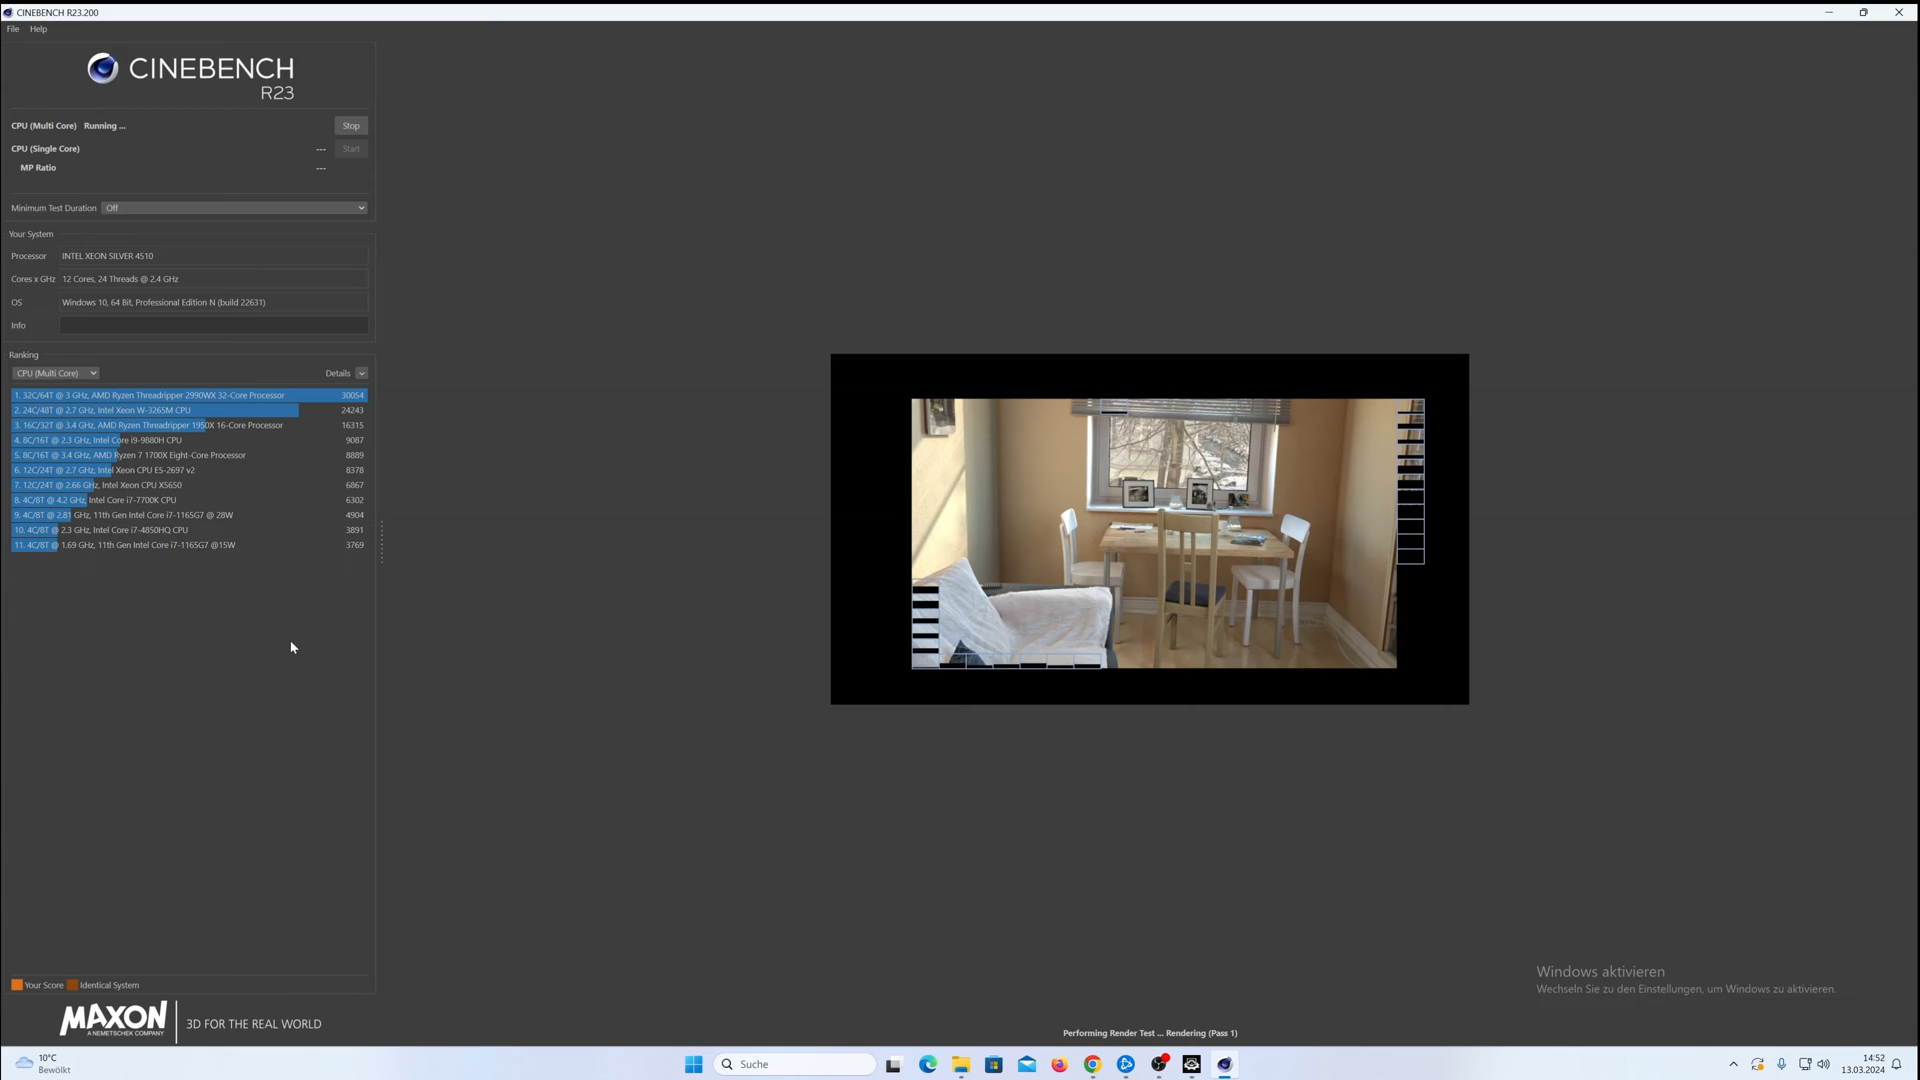 CINEBENCH R23.200
File Help
CINEBENCH
R23
CPU (Multi Core) Running ... Stop
CPU (Single Core) --- Start
MP Ratio ---
Minimum Test Duration Off
Your System
Processor INTEL XEON SILVER 4510
Cores x GHz 12 Cores, 24 Threads @ 2.4 GHz
OS Windows 10, 64 Bit, Professional Edition N (build 22631)
Info
Ranking
CPU (Multi Core) Details
1. 32C/64T @ 3 GHz, AMD Ryzen Threadripper 2990WX 32-Core Processor 30054
2. 24C/48T @ 2.7 GHz, Intel Xeon W-3265M CPU 24243
3. 16C/32T @ 3.4 GHz, AMD Ryzen Threadripper 1950X 16-Core Processor 16315
4. 8C/16T @ 2.3 GHz, Intel Core i9-9880H CPU 9087
5. 8C/16T @ 3.4 GHz, AMD Ryzen 7 1700X Eight-Core Processor 8889
6. 12C/24T @ 2.7 GHz, Intel Xeon CPU E5-2697 v2 8378
7. 12C/24T @ 2.66 GHz, Intel Xeon CPU X5650 6867
8. 4C/8T @ 4.2 GHz, Intel Core i7-7700K CPU 6302
9. 4C/8T @ 2.81 GHz, 11th Gen Intel Core i7-1165G7 @ 28W 4904
10. 4C/8T @ 2.3 GHz, Intel Core i7-4850HQ CPU 3891
11. 4C/8T @ 1.69 GHz, 11th Gen Intel Core i7-1165G7 @15W 3769
Your Score Identical System
MAXON
A NEMETSCHEK COMPANY
3D FOR THE REAL WORLD
Windows aktivieren
Wechseln Sie zu den Einstellungen, um Windows zu aktivieren.
Performing Render Test ... Rendering (Pass 1)
10°C
Bewölkt
Suche
14:52
13.03.2024